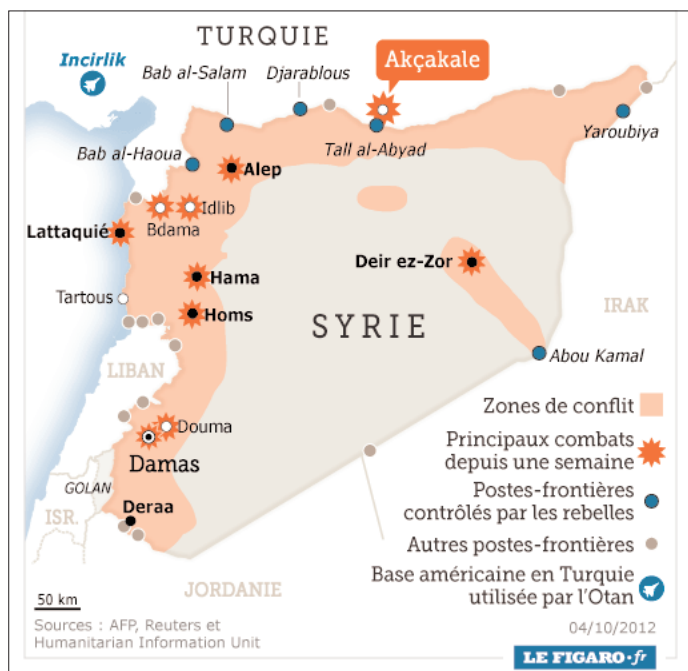 TURQUIE
Incirlik
Bab al-Salam
Djarablous
Akçakale
Yaroubiya
Bab al-Haoua
Tall al-Abyad
Alep
Idlib
Bdama
Lattaquié
Hama
Deir ez-Zor
Tartous
Homs
SYRIE
IRAK
Abou Kamal
LIBAN
Douma
Damas
GOLAN
Deraa
ISR.
JORDANIE
Zones de conflit
Principaux combats
depuis une semaine
Postes-frontières
contrôlés par les rebelles
Autres postes-frontières
Base américaine en Turquie
utilisée par l'Otan
50 km
Sources : AFP, Reuters et
Humanitarian Information Unit
04/10/2012
LE FIGARO·fr